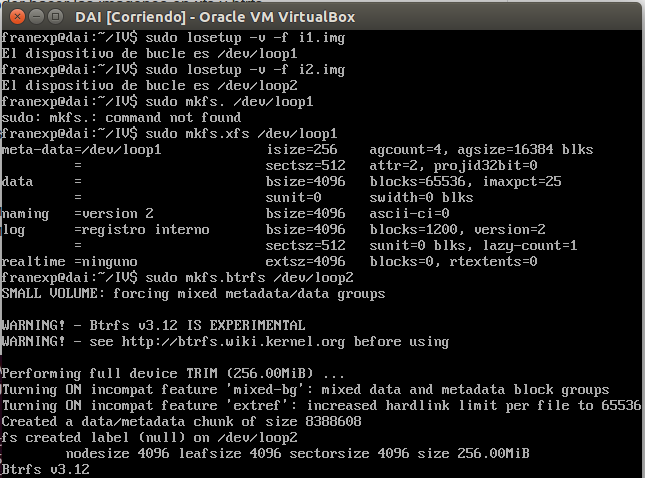 DAI [Corriendo] - Oracle VM VirtualBox
franexp@dai:~/IV$ sudo losetup -v -f i1.img
El dispositivo de bucle es /dev/loop1
franexp@dai:~/IV$ sudo losetup -v -f i2.img
El dispositivo de bucle es /dev/loop2
franexp@dai:~/IV$ sudo mkfs. /dev/loop1
sudo: mkfs.: command not found
franexp@dai:~/IV$ sudo mkfs.xfs /dev/loop1
meta-data=/dev/loop1 isize=256 agcount=4, agsize=16384 blks
= sectsz=512 attr=2, projid32bit=0
data = bsize=4096 blocks=65536, imaxpct=25
= sunit=0 swidth=0 blks
naming =version 2 bsize=4096 ascii-ci=0
log =registro interno bsize=4096 blocks=1200, version=2
= sectsz=512 sunit=0 blks, lazy-count=1
realtime =ninguno extsz=4096 blocks=0, rtextents=0
franexp@dai:~/IV$ sudo mkfs.btrfs /dev/loop2
SMALL VOLUME: forcing mixed metadata/data groups
WARNING! - Btrfs v3.12 IS EXPERIMENTAL
WARNING! - see http://btrfs.wiki.kernel.org before using
Performing full device TRIM (256.00MiB) ...
Turning ON incompat feature 'mixed-bg': mixed data and metadata block groups
Turning ON incompat feature 'extref': increased hardlink limit per file to 65536
Created a data/metadata chunk of size 8388608
fs created label (null) on /dev/loop2
nodesize 4096 leafsize 4096 sectorsize 4096 size 256.00MiB
Btrfs v3.12